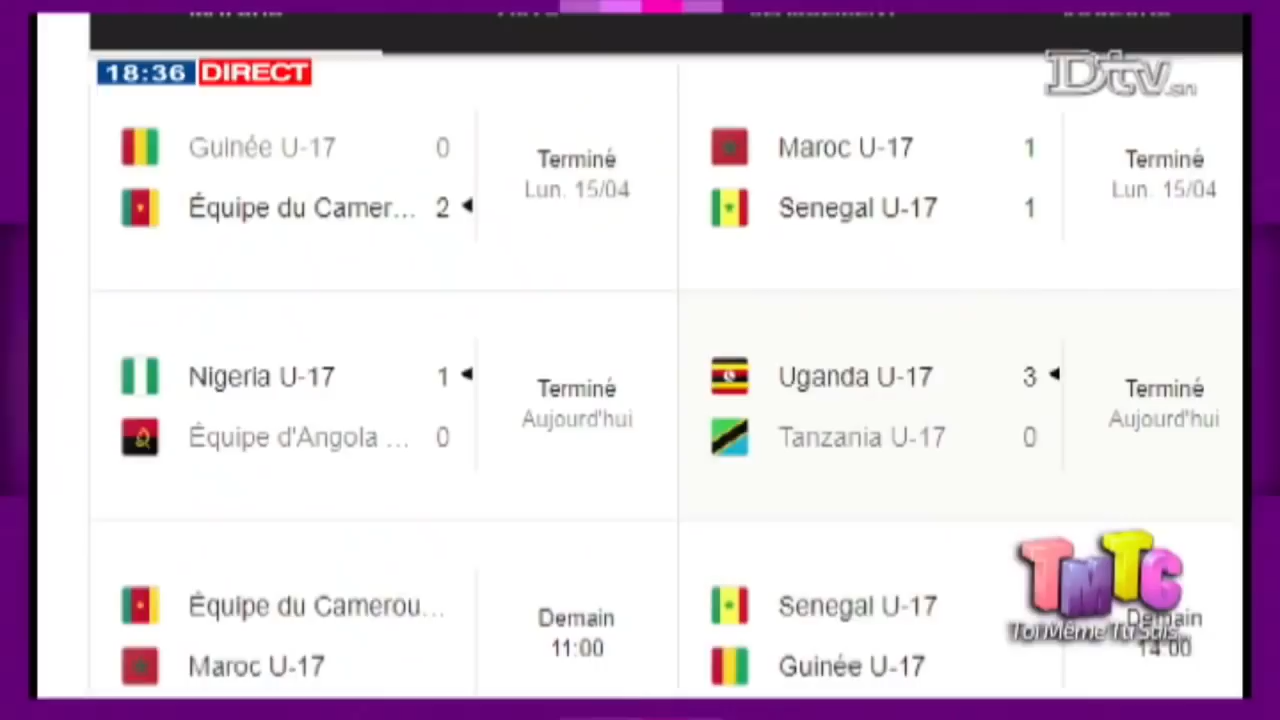 18:36 DIRECT
Dtv.sn
Guinée U-17 0
Équipe du Camer... 2
Terminé
Lun. 15/04
Maroc U-17 1
Senegal U-17 1
Terminé
Lun. 15/04
Nigeria U-17 1
Équipe d'Angola ... 0
Terminé
Aujourd'hui
Uganda U-17 3
Tanzania U-17 0
Terminé
Aujourd'hui
Équipe du Camerou...
Maroc U-17
Demain
11:00
Senegal U-17
Guinée U-17
Demain
14:00
TMTC
Toi Même Tu Sais